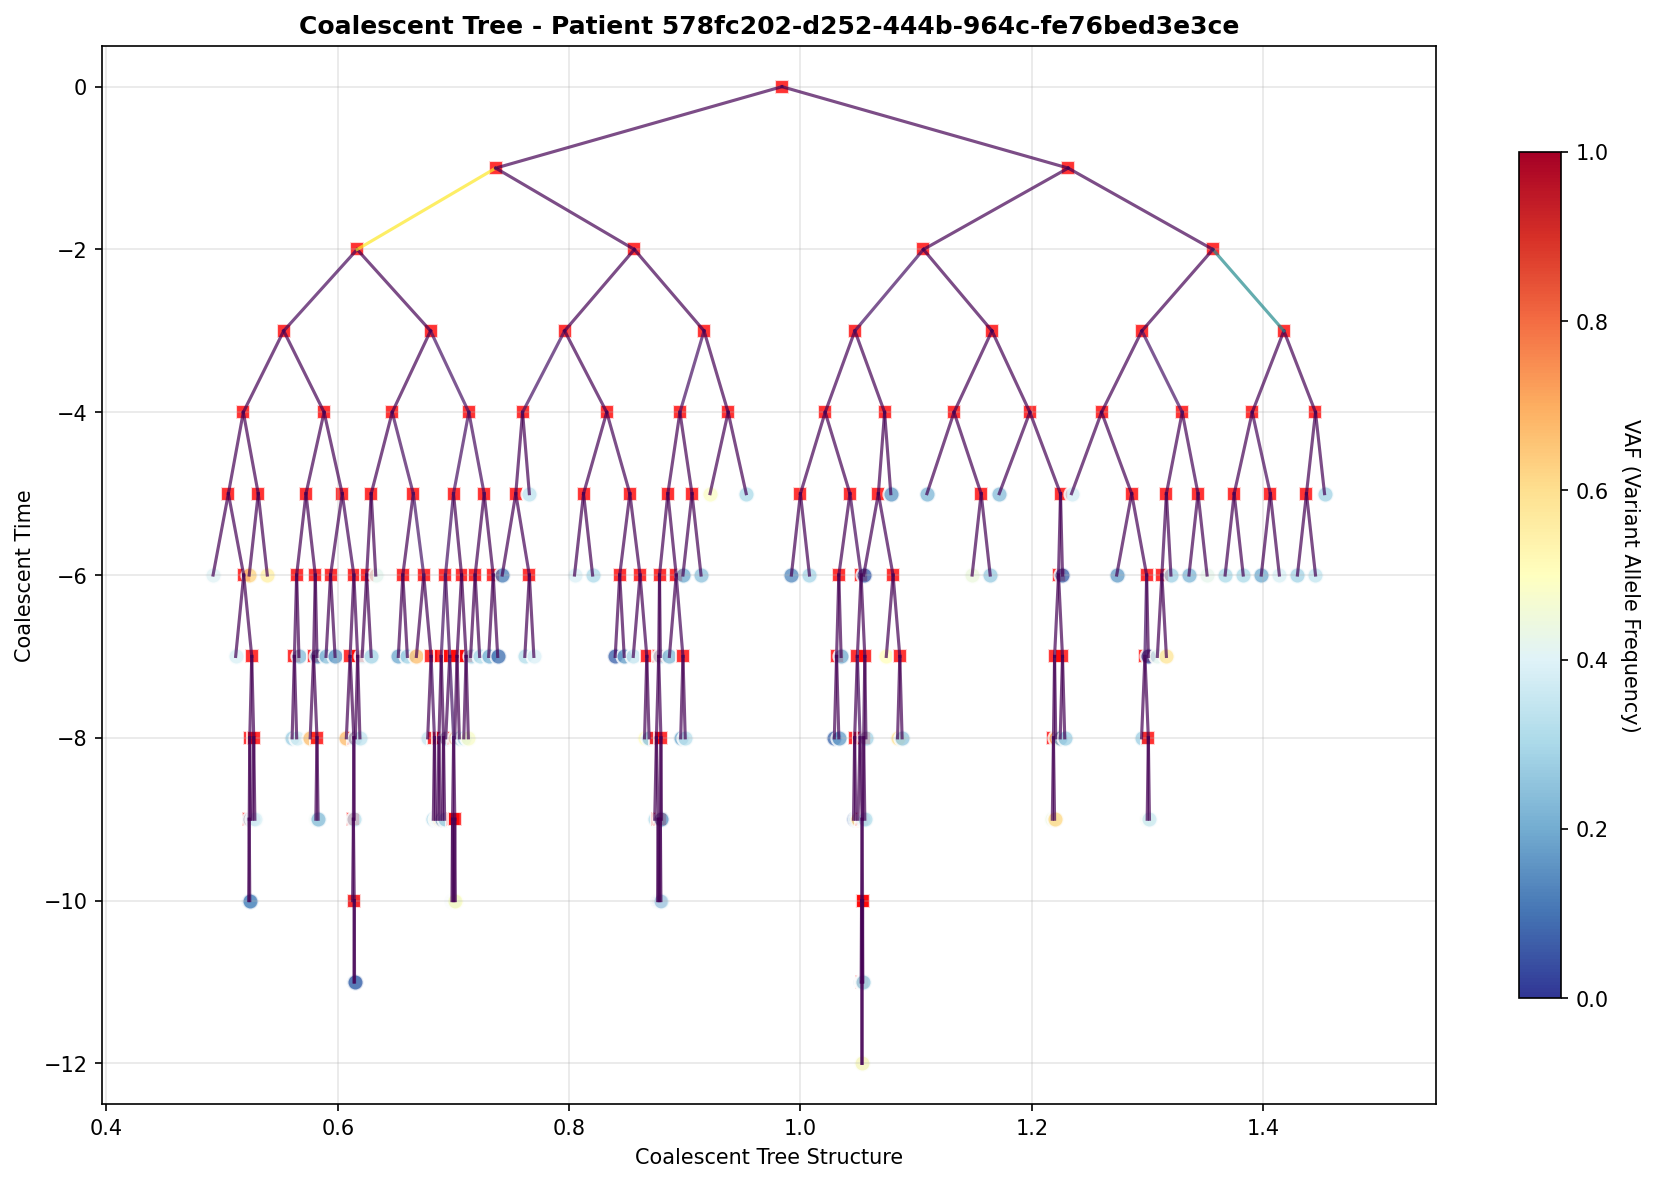 Coalescent Tree - Patient 578fc202-d252-444b-964c-fe76bed3e3ce
0
−2
−4
−6
−8
−10
−12
Coalescent Time
0.4 0.6 0.8 1.0 1.2 1.4
Coalescent Tree Structure
1.0
0.8
0.6
0.4
0.2
0.0
VAF (Variant Allele Frequency)